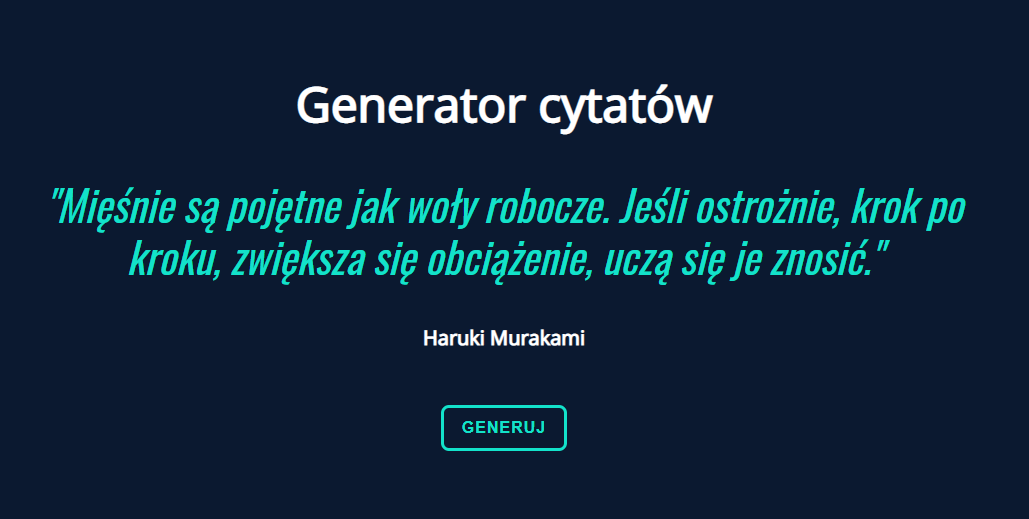 Generator cytatów
"Mięśnie są pojętne jak woły robocze. Jeśli ostrożnie, krok po
kroku, zwiększa się obciążenie, uczą się je znosić."
Haruki Murakami
GENERUJ